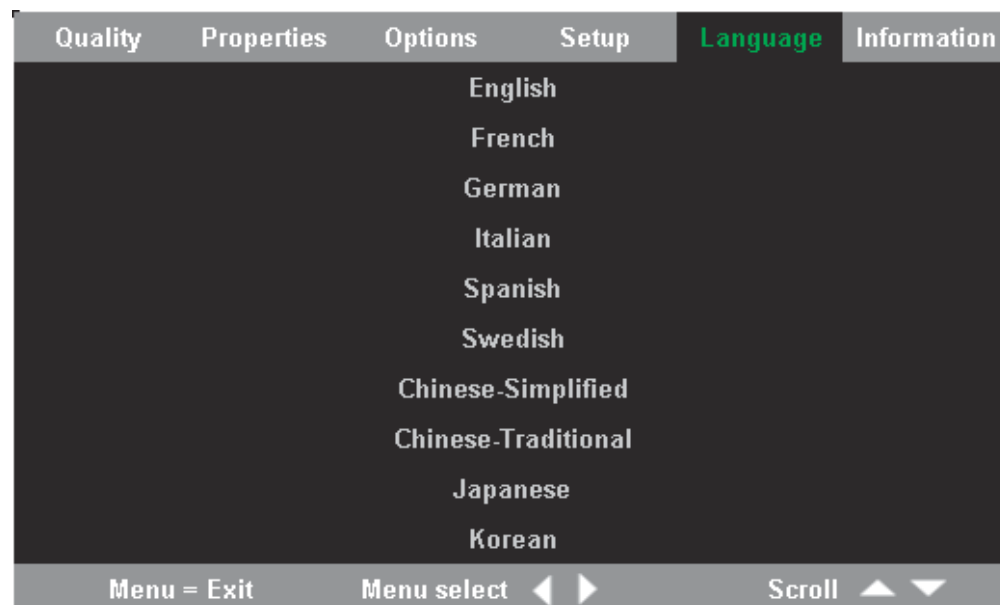 Quality Properties Options Setup Language Information
English
French
German
Italian
Spanish
Swedish
Chinese-Simplified
Chinese-Traditional
Japanese
Korean
Menu = Exit Menu select Scroll